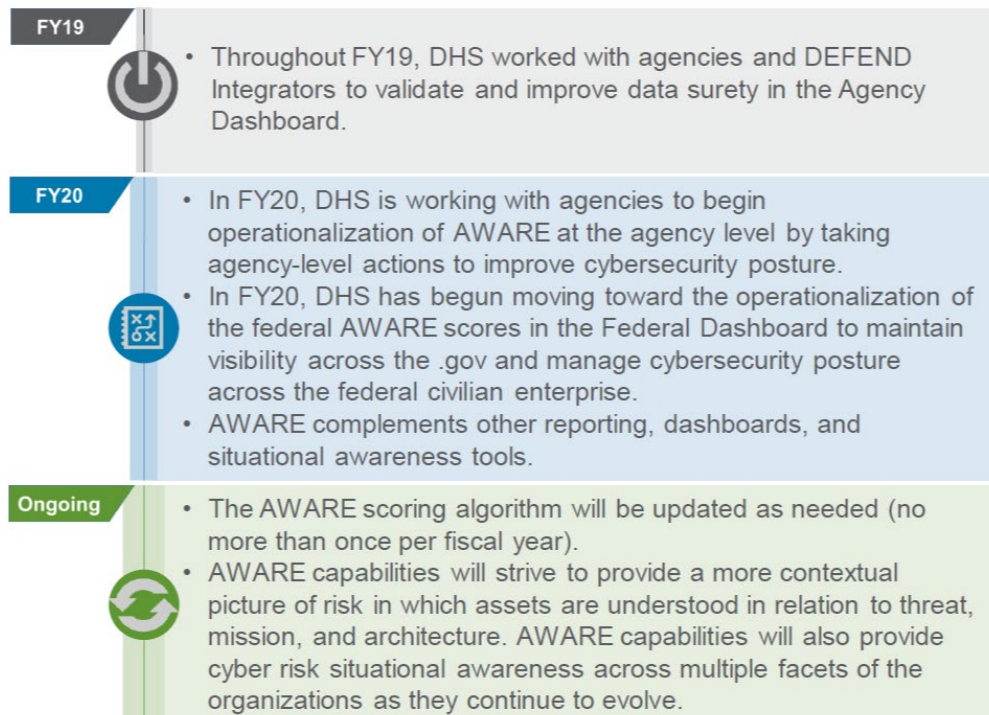 FY19
• Throughout FY19, DHS worked with agencies and DEFEND
Integrators to validate and improve data surety in the Agency
Dashboard.
FY20
• In FY20, DHS is working with agencies to begin
operationalization of AWARE at the agency level by taking
agency-level actions to improve cybersecurity posture.
• In FY20, DHS has begun moving toward the operationalization of
the federal AWARE scores in the Federal Dashboard to maintain
visibility across the .gov and manage cybersecurity posture
across the federal civilian enterprise.
• AWARE complements other reporting, dashboards, and
situational awareness tools.
Ongoing
• The AWARE scoring algorithm will be updated as needed (no
more than once per fiscal year).
• AWARE capabilities will strive to provide a more contextual
picture of risk in which assets are understood in relation to threat,
mission, and architecture. AWARE capabilities will also provide
cyber risk situational awareness across multiple facets of the
organizations as they continue to evolve.